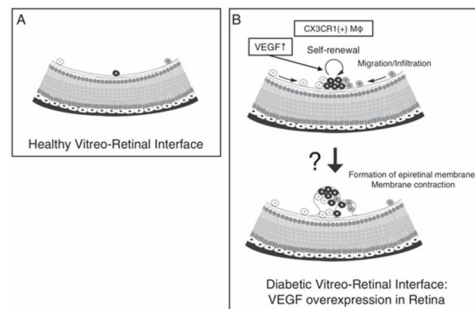 A
Healthy Vitreo-Retinal Interface
B
CX3CR1(+) MΦ
VEGF↑
Self-renewal
Migration/Infiltration
?
Formation of epiretinal membrane
Membrane contraction
Diabetic Vitreo-Retinal Interface:
VEGF overexpression in Retina